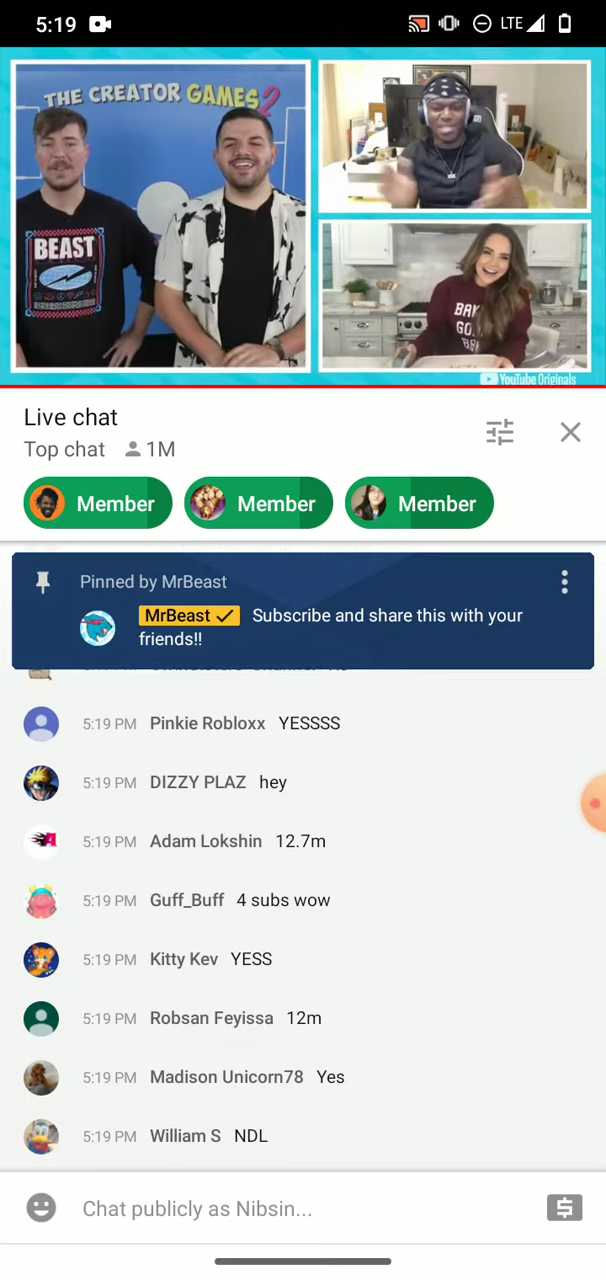 5:19
LTE
THE CREATOR GAMES 2
BEAST
YouTube Originals
Live chat
Top chat 1M
Member Member Member
Pinned by MrBeast
MrBeast Subscribe and share this with your
friends!!
5:19 PM Pinkie Robloxx YESSSS
5:19 PM DIZZY PLAZ hey
5:19 PM Adam Lokshin 12.7m
5:19 PM Guff_Buff 4 subs wow
5:19 PM Kitty Kev YESS
5:19 PM Robsan Feyissa 12m
5:19 PM Madison Unicorn78 Yes
5:19 PM William S NDL
Chat publicly as Nibsin...